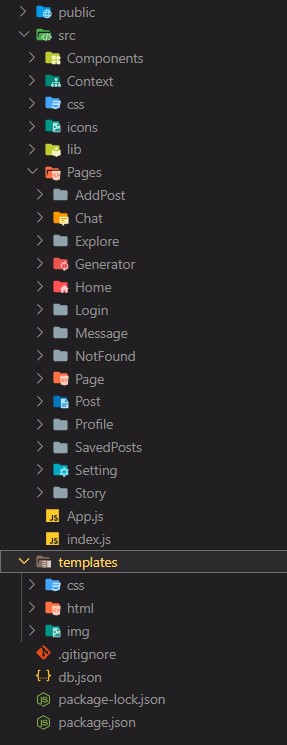 public
src
Components
Context
css
icons
lib
Pages
AddPost
Chat
Explore
Generator
Home
Login
Message
NotFound
Page
Post
Profile
SavedPosts
Setting
Story
JS App.js
JS index.js
templates
css
html
img
.gitignore
{..} db.json
package-lock.json
package.json